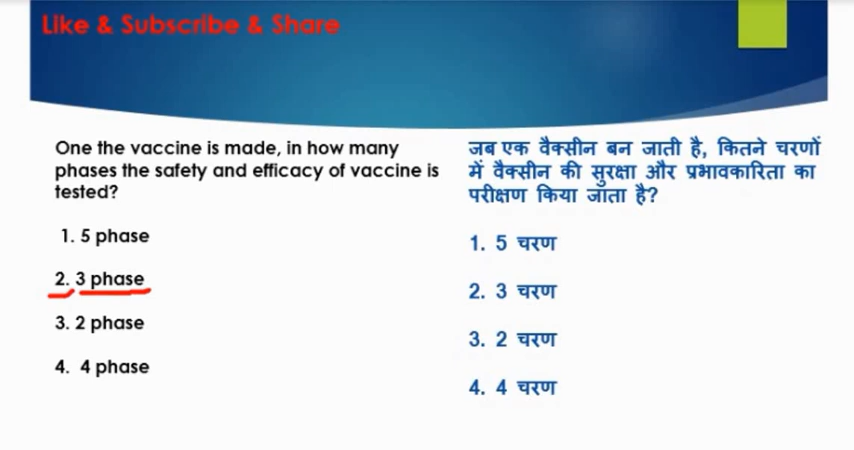 Like & Subscribe & Share
One the vaccine is made, in how many
phases the safety and efficacy of vaccine is
tested?
1. 5 phase
2. 3 phase
3. 2 phase
4. 4 phase
जब एक वैक्सीन बन जाती है, कितने चरणों
में वैक्सीन की सुरक्षा और प्रभावकारिता का
परीक्षण किया जाता है?
1. 5 चरण
2. 3 चरण
3. 2 चरण
4. 4 चरण